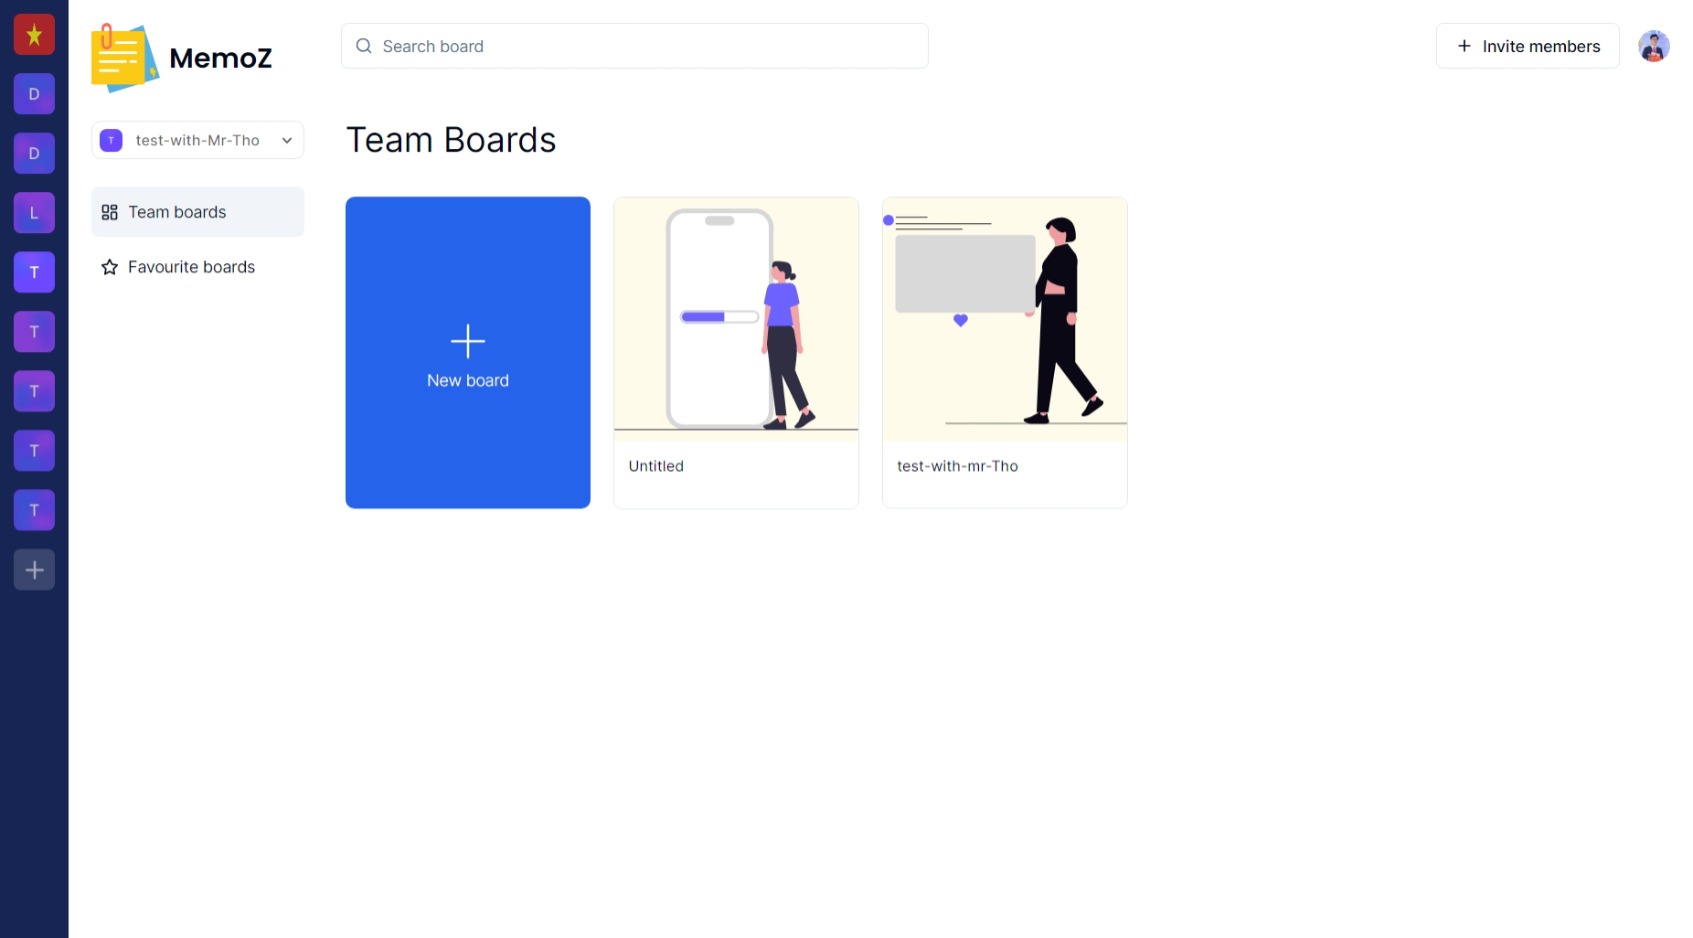 D
D
L
T
T
T
T
T
MemoZ
T test-with-Mr-Tho
Team boards
Favourite boards
Search board
Invite members
Team Boards
New board
Untitled
test-with-mr-Tho